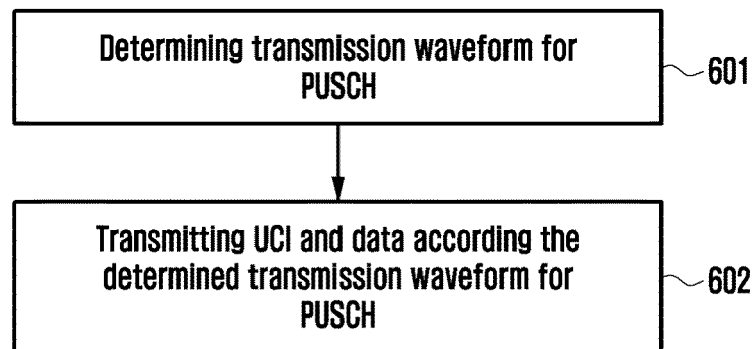 Determining transmission waveform for
PUSCH
601
Transmitting UCI and data according the
determined transmission waveform for
PUSCH
602